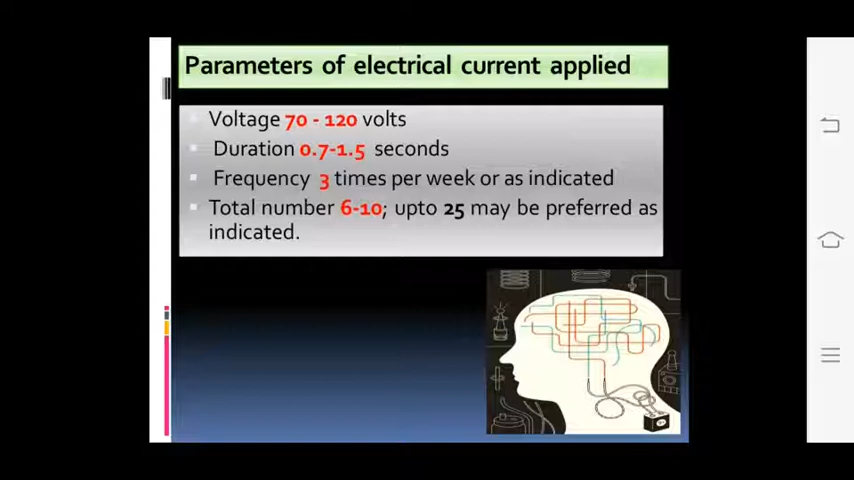 Parameters of electrical current applied
Voltage 70 - 120 volts
Duration 0.7-1.5 seconds
Frequency 3 times per week or as indicated
Total number 6-10; upto 25 may be preferred as
indicated.